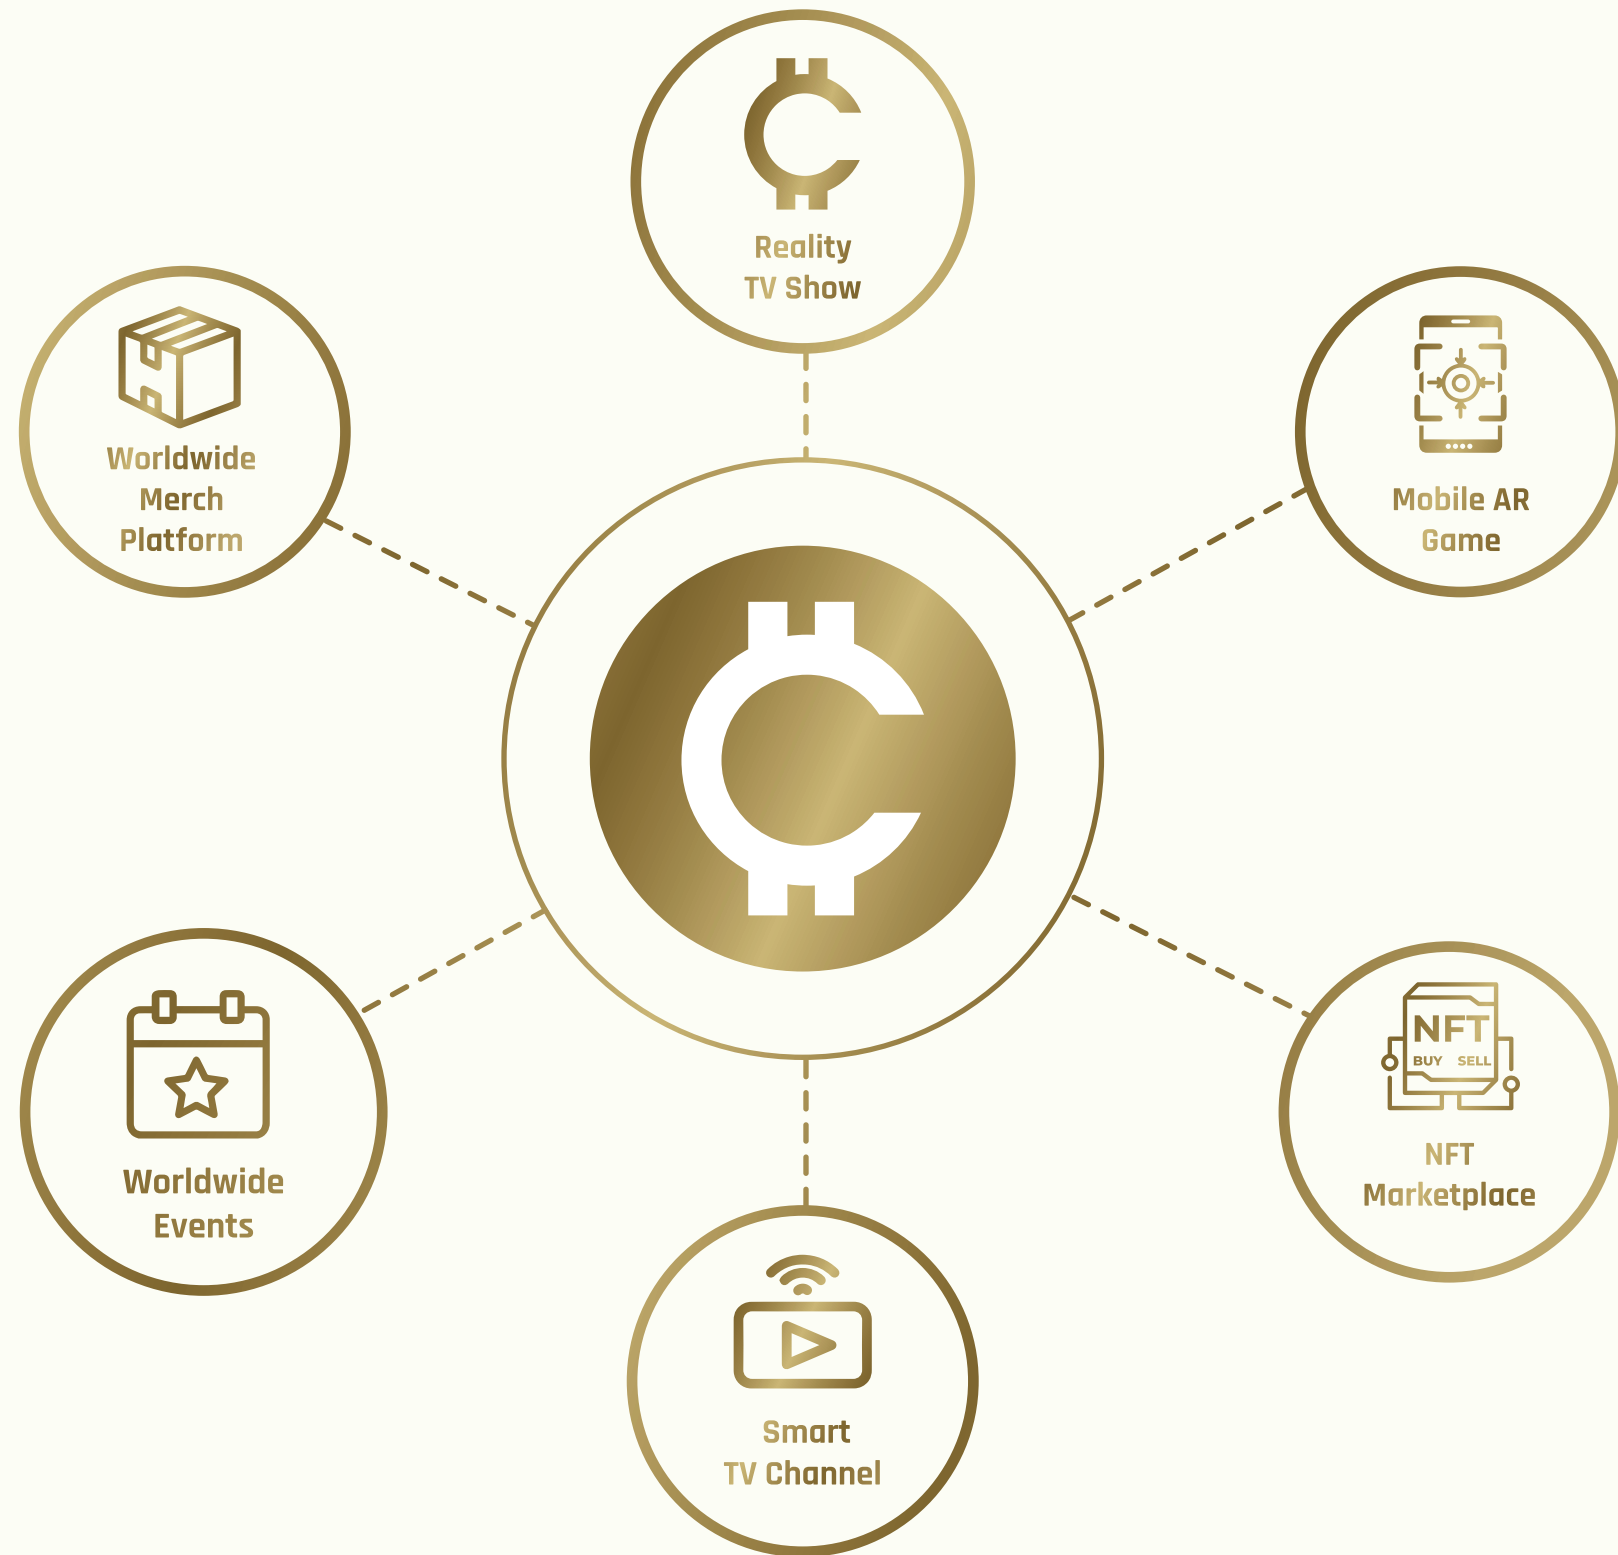 Reality
TV Show
Worldwide
Merch
Platform
Mobile AR
Game
Worldwide
Events
NFT
BUY SELL
NFT
Marketplace
Smart
TV Channel